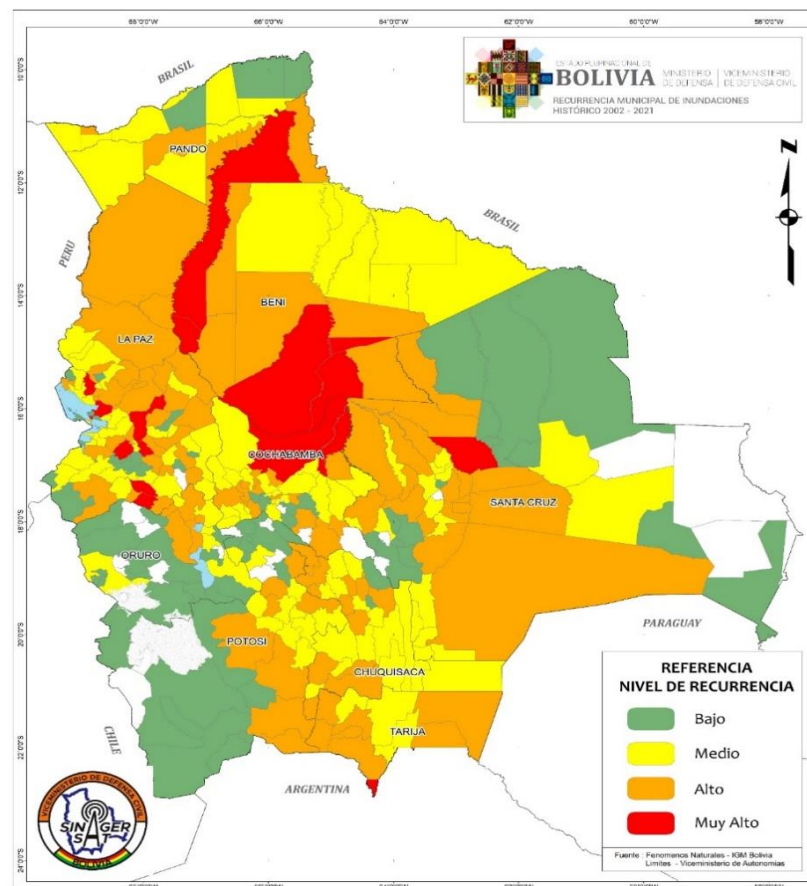 68°0'0"W 66°0'0"W 64°0'0"W 62°0'0"W 60°0'0"W 58°0'0"W
ESTADO PLURINACIONAL DE
BOLIVIA
MINISTERIO
DE DEFENSA
VICEMINISTERIO
DE DEFENSA CIVIL
RECURRENCIA MUNICIPAL DE INUNDACIONES
HISTÓRICO 2002 - 2021
10°0'0"S
12°0'0"S
14°0'0"S
16°0'0"S
18°0'0"S
20°0'0"S
22°0'0"S
24°0'0"S
BRASIL
PANDO
Z
PERU
BRASIL
BENI
LA PAZ
COCHABAMBA
SANTA CRUZ
ORURO
POTOSI
PARAGUAY
CHUQUISACA
TARIJA
CHILE
ARGENTINA
REFERENCIA
NIVEL DE RECURRENCIA
Bajo
Medio
Alto
Muy Alto
Fuente : Fenomenos Naturales - IGM Bolivia
Limites - Viceministerio de Autonomias
VICEMINISTERIO DE DEFENSA CIVIL
SINAGER
SAT
BOLIVIA